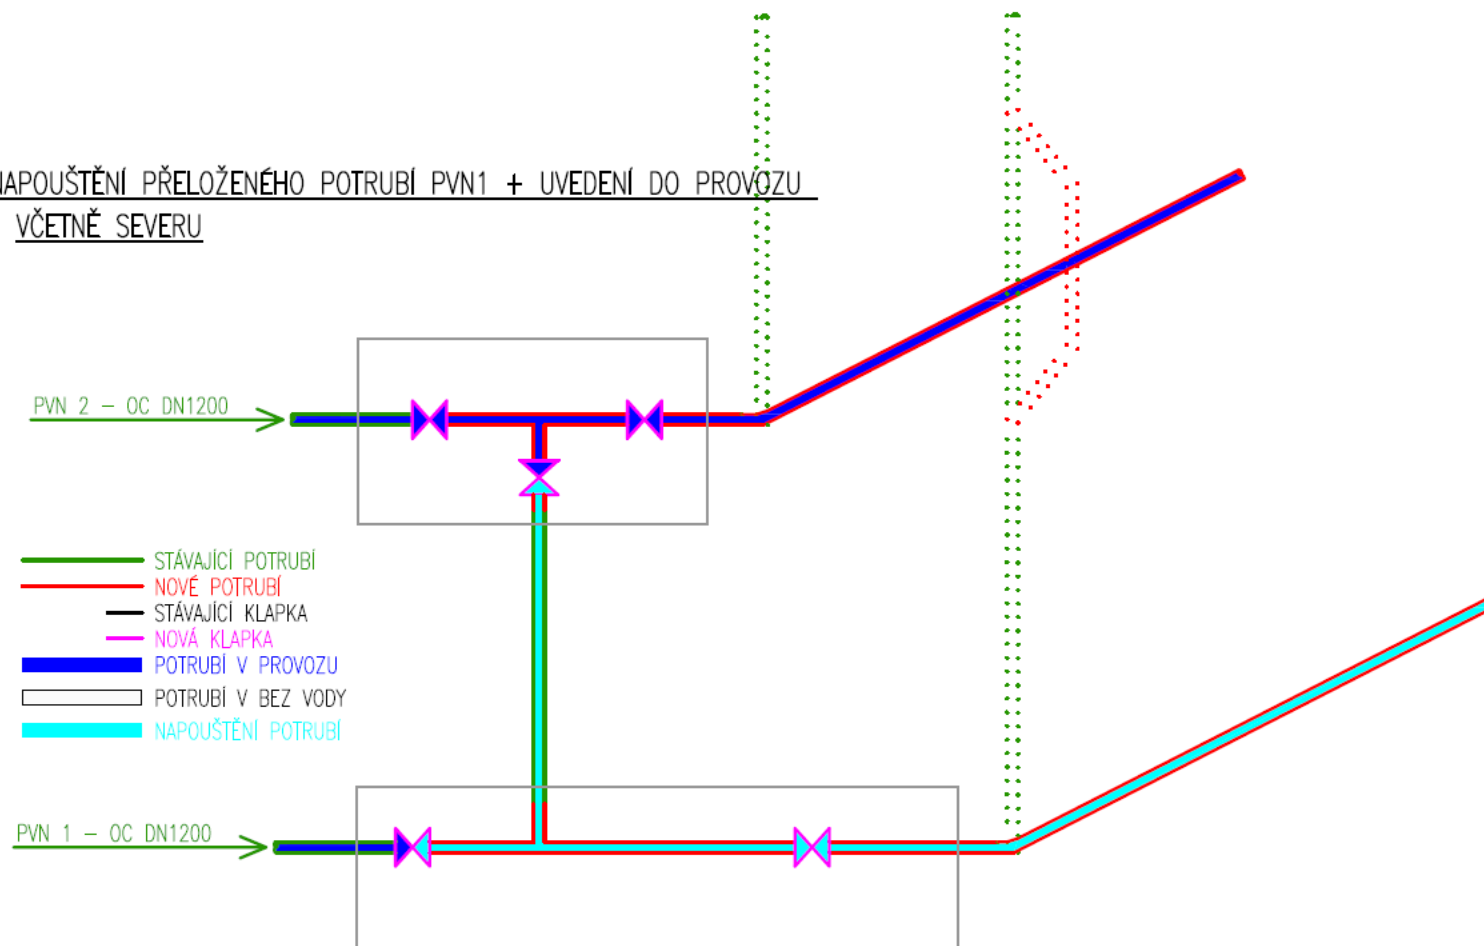 NAPOUŠTĚNÍ PŘELOŽENÉHO POTRUBÍ PVN1 + UVEDENÍ DO PROVOZU
VČETNĚ SEVERU
PVN 2 – OC DN1200
STÁVAJÍCÍ POTRUBÍ
NOVÉ POTRUBÍ
STÁVAJÍCÍ KLAPKA
NOVÁ KLAPKA
POTRUBÍ V PROVOZU
POTRUBÍ V BEZ VODY
NAPOUŠTĚNÍ POTRUBÍ
PVN 1 – OC DN1200